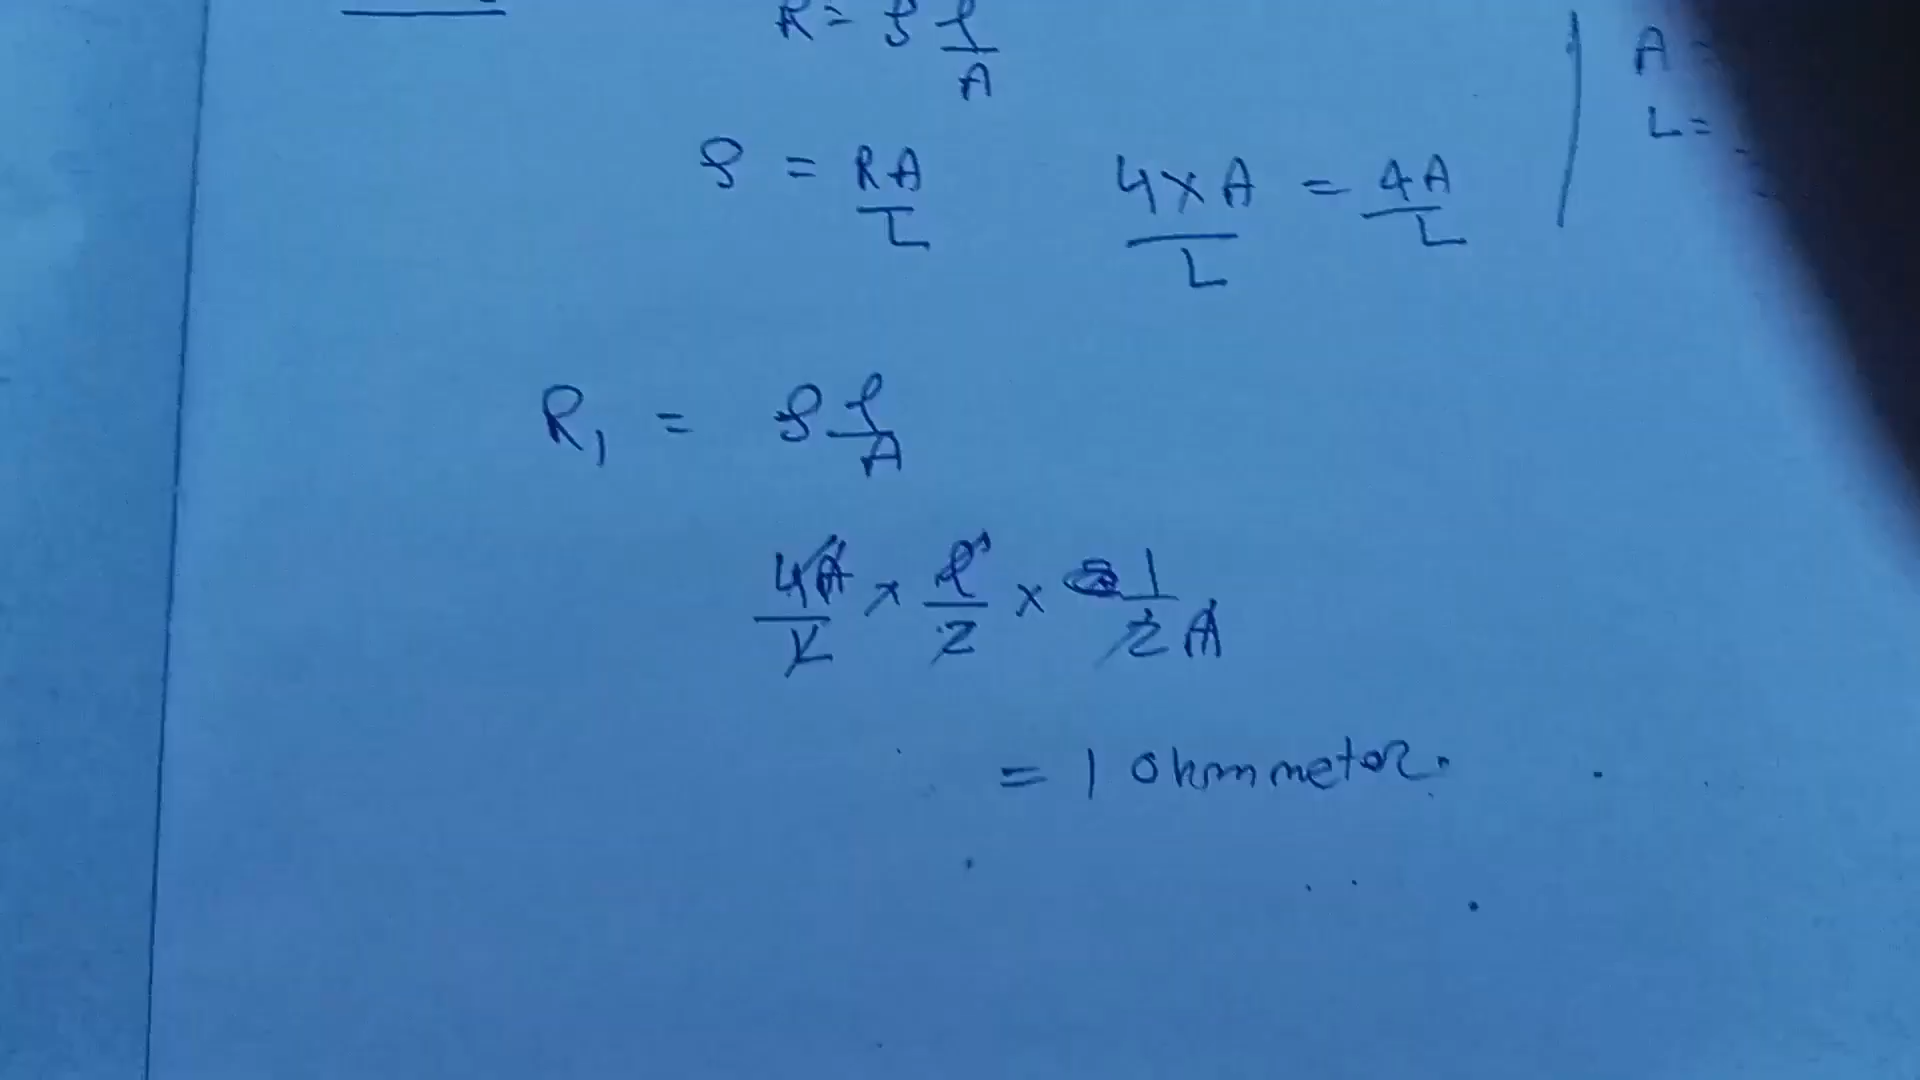 R = ρ l/A
A =
L =
ρ = RA/L 4×A/L = 4A/L
R₁ = ρ l/A
4A/L × l/2 × 1/2A
= 1 Ohm meter.